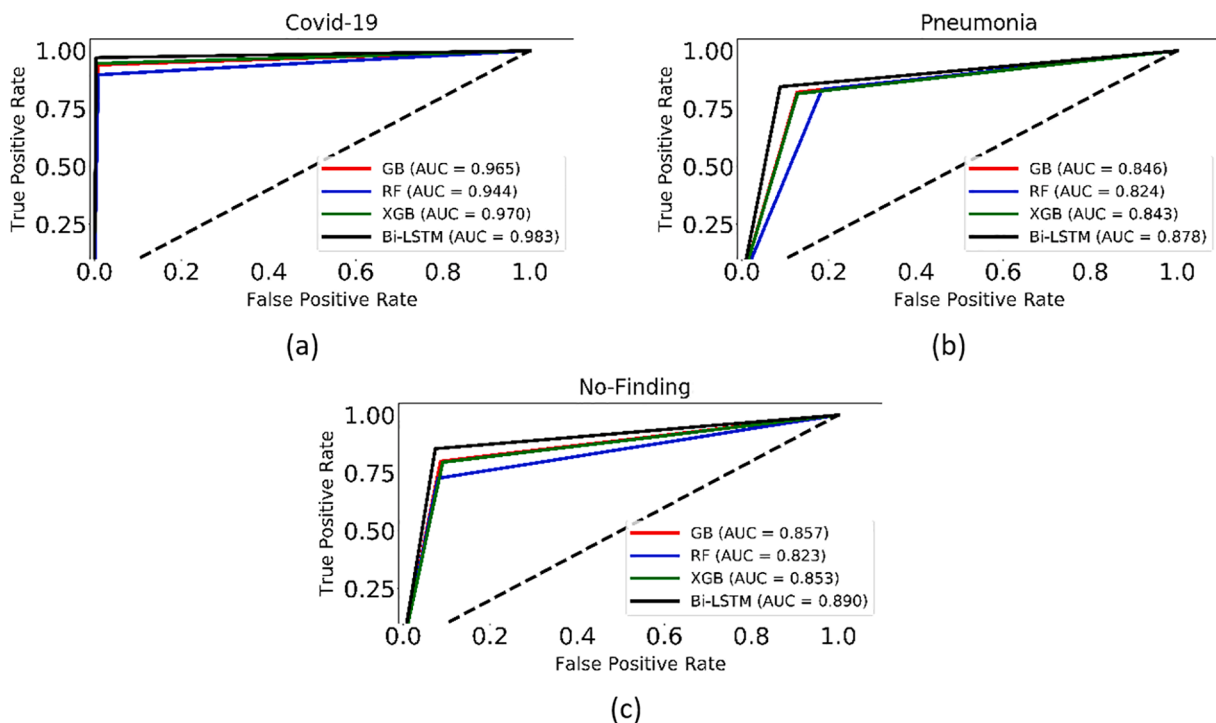 Covid-19
True Positive Rate
1.00
0.75
0.50
0.25
GB (AUC = 0.965)
RF (AUC = 0.944)
XGB (AUC = 0.970)
Bi-LSTM (AUC = 0.983)
0.0 0.2 0.4 0.6 0.8 1.0
False Positive Rate
(a)
Pneumonia
True Positive Rate
1.00
0.75
0.50
0.25
GB (AUC = 0.846)
RF (AUC = 0.824)
XGB (AUC = 0.843)
Bi-LSTM (AUC = 0.878)
0.0 0.2 0.4 0.6 0.8 1.0
False Positive Rate
(b)
No-Finding
True Positive Rate
1.00
0.75
0.50
0.25
GB (AUC = 0.857)
RF (AUC = 0.823)
XGB (AUC = 0.853)
Bi-LSTM (AUC = 0.890)
0.0 0.2 0.4 0.6 0.8 1.0
False Positive Rate
(c)